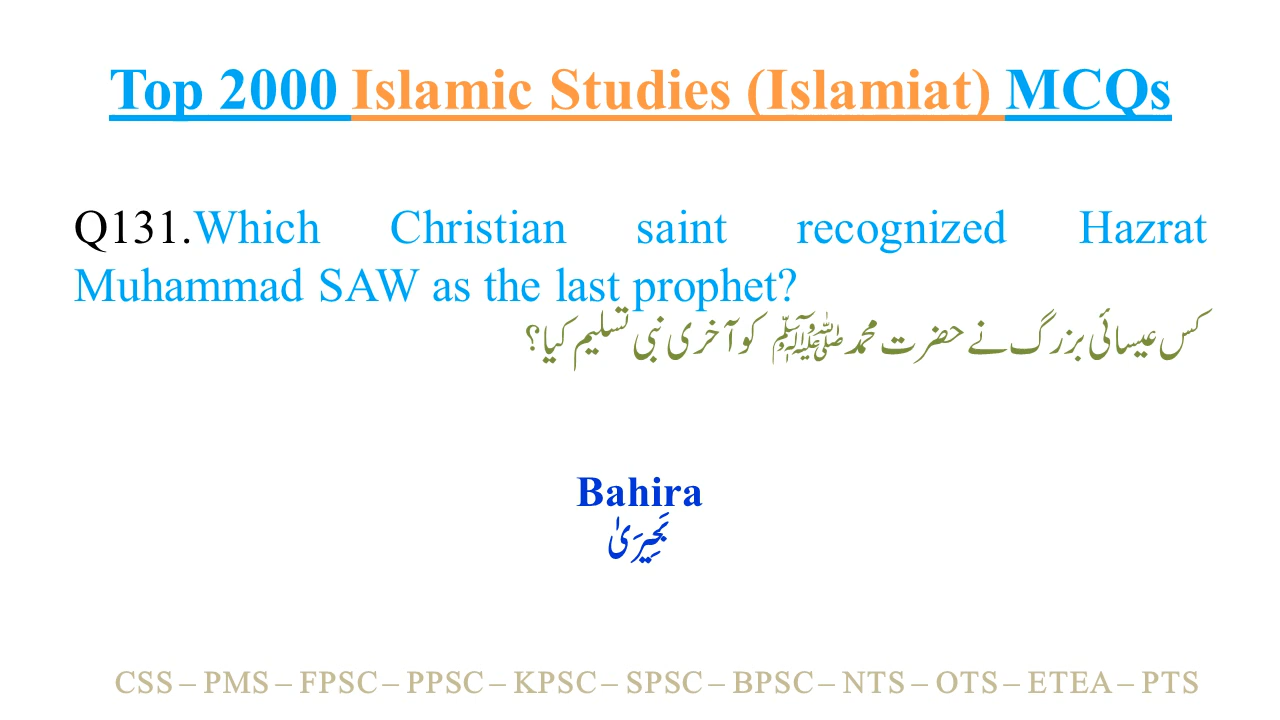 Top 2000 Islamic Studies (Islamiat) MCQs
Q131.Which Christian saint recognized Hazrat
Muhammad SAW as the last prophet?
کس عیسائی بزرگ نے حضرت محمد ﷺ کو آخری نبی تسلیم کیا؟
Bahira
بَحِیرَیٰ
CSS – PMS – FPSC – PPSC – KPSC – SPSC – BPSC – NTS – OTS – ETEA – PTS